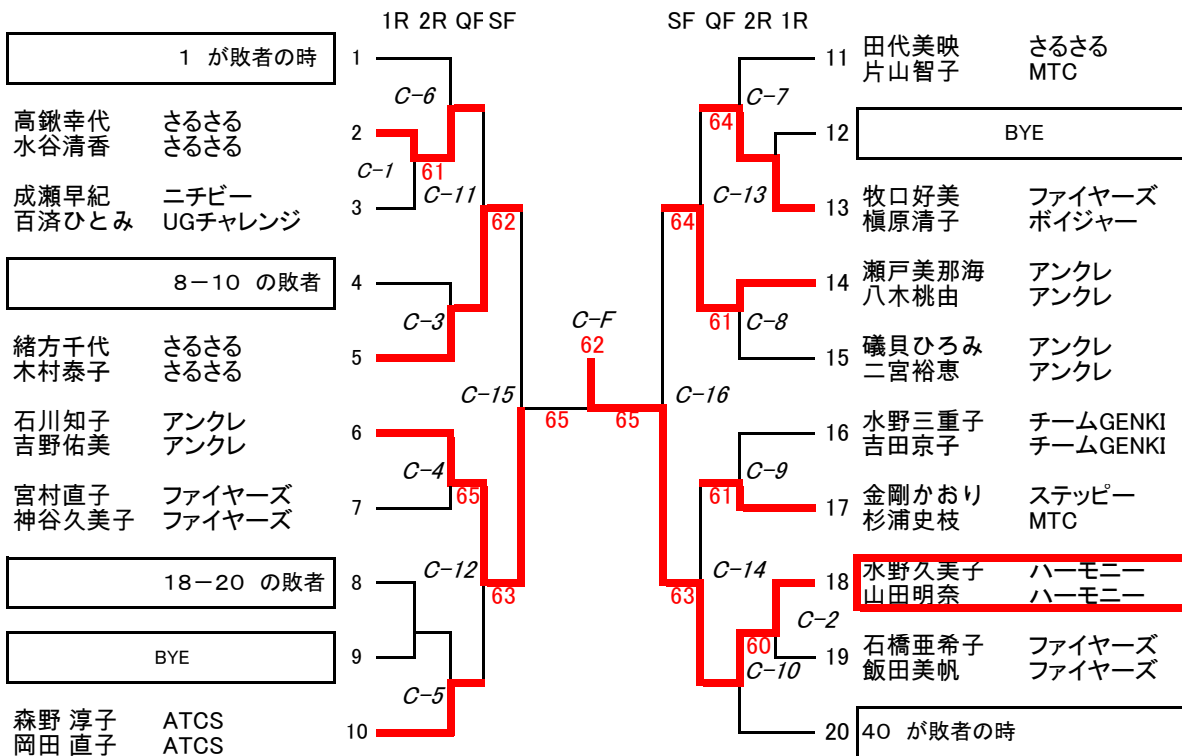 1R 2R QF SF
SF QF 2R 1R
1 が敗者の時 1
高鍬幸代 さるさる
水谷清香 さるさる 2
成瀬早紀 ニチビー
百済ひとみ UGチャレンジ 3
8－10 の敗者 4
緒方千代 さるさる
木村泰子 さるさる 5
石川知子 アンクレ
吉野佑美 アンクレ 6
宮村直子 ファイヤーズ
神谷久美子 ファイヤーズ 7
18－20 の敗者 8
BYE 9
森野 淳子 ATCS
岡田 直子 ATCS 10
C-6
C-1
61
C-11
62
C-3
C-15
C-4
65
C-12
63
C-5
C-F
62
65
65
C-7
64
C-13
64
61
C-8
C-16
C-9
61
C-14
63
C-2
60
C-10
11 田代美映 さるさる
片山智子 MTC
12 BYE
13 牧口好美 ファイヤーズ
槇原清子 ボイジャー
14 瀬戸美那海 アンクレ
八木桃由 アンクレ
15 礒貝ひろみ アンクレ
二宮裕恵 アンクレ
16 水野三重子 チームGENKI
吉田京子 チームGENKI
17 金剛かおり ステッピー
杉浦史枝 MTC
18 水野久美子 ハーモニー
山田明奈 ハーモニー
19 石橋亜希子 ファイヤーズ
飯田美帆 ファイヤーズ
20 40 が敗者の時